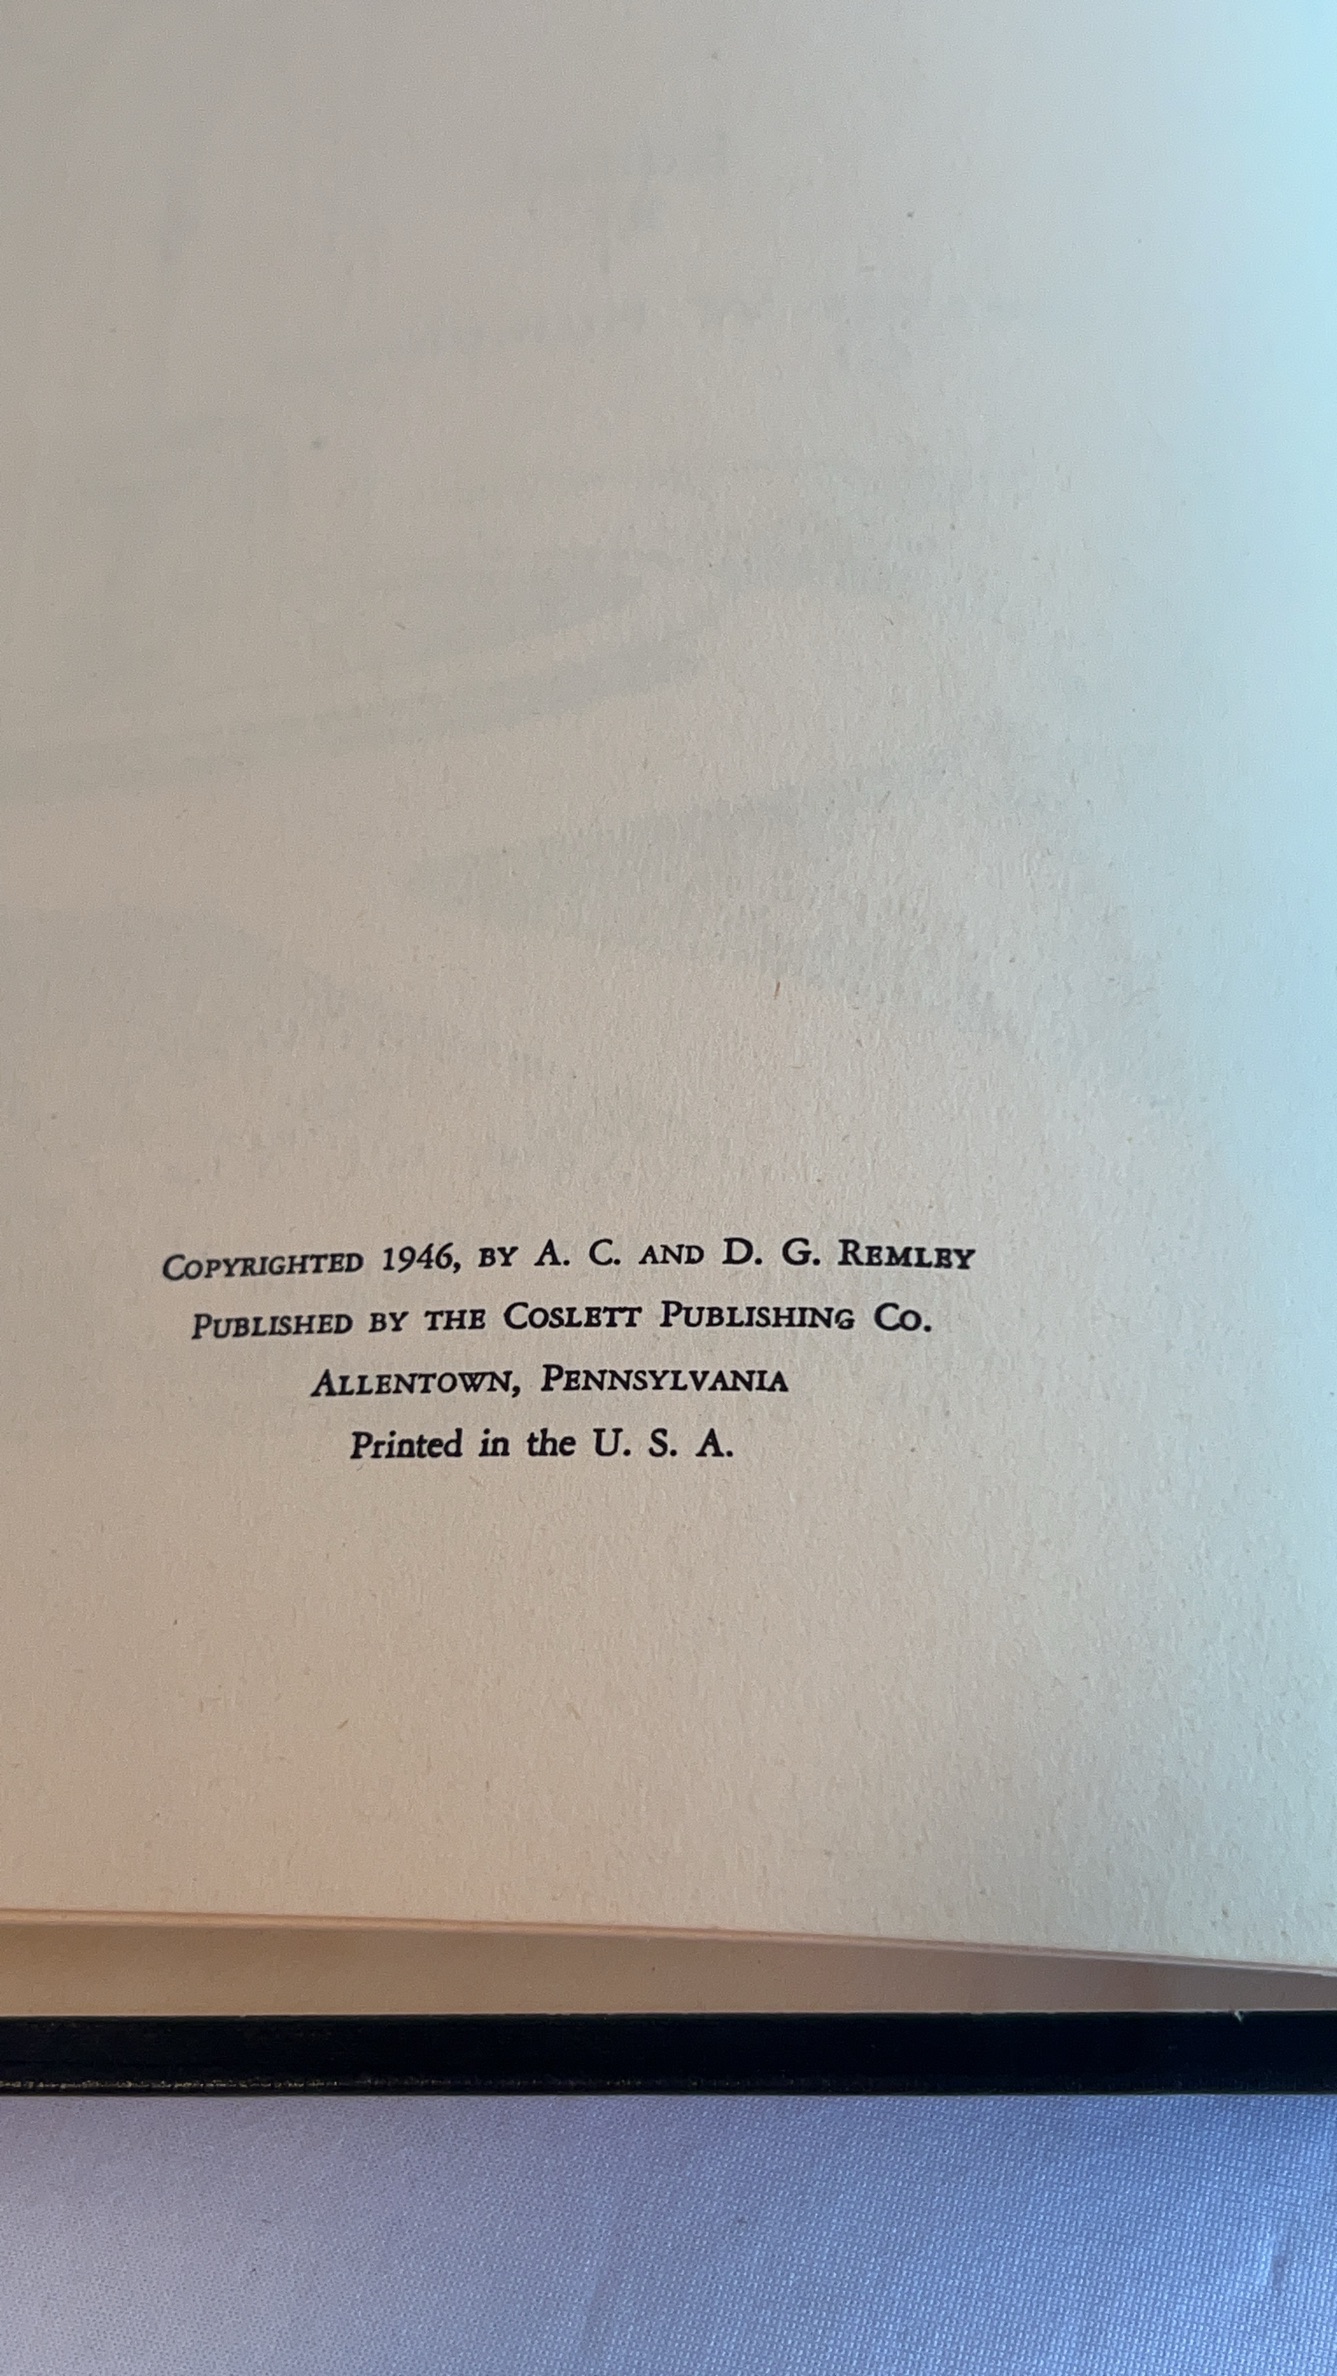 Copyrighted 1946, by A. C. and D. G. Remley
Published by the Coslett Publishing Co.
Allentown, Pennsylvania
Printed in the U. S. A.